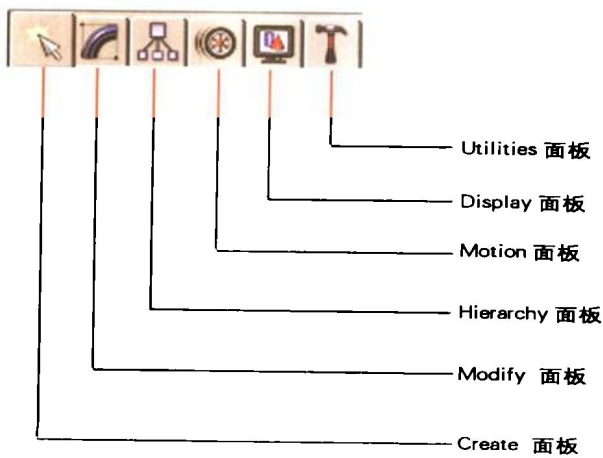 Utilities 面板
Display 面板
Motion 面板
Hierarchy 面板
Modify 面板
Create 面板